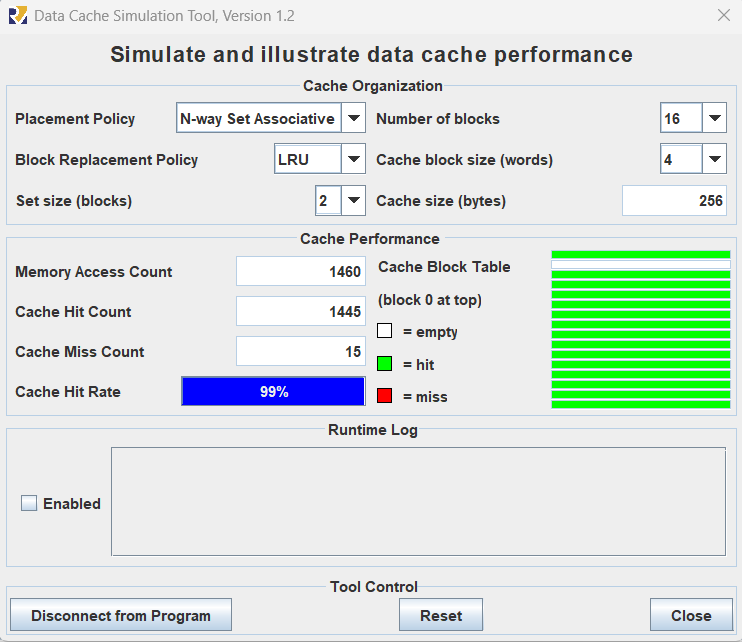 Data Cache Simulation Tool, Version 1.2
Simulate and illustrate data cache performance
Cache Organization
Placement Policy N-way Set Associative Number of blocks 16
Block Replacement Policy LRU Cache block size (words) 4
Set size (blocks) 2 Cache size (bytes) 256
Cache Performance
Memory Access Count 1460 Cache Block Table
(block 0 at top)
Cache Hit Count 1445
= empty
Cache Miss Count 15
= hit
Cache Hit Rate 99%
= miss
Runtime Log
Enabled
Tool Control
Disconnect from Program Reset Close